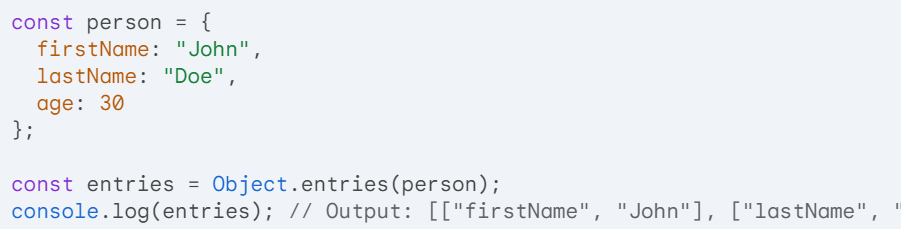 const person = {
  firstName: "John",
  lastName: "Doe",
  age: 30
};

const entries = Object.entries(person);
console.log(entries); // Output: [["firstName", "John"], ["lastName", "